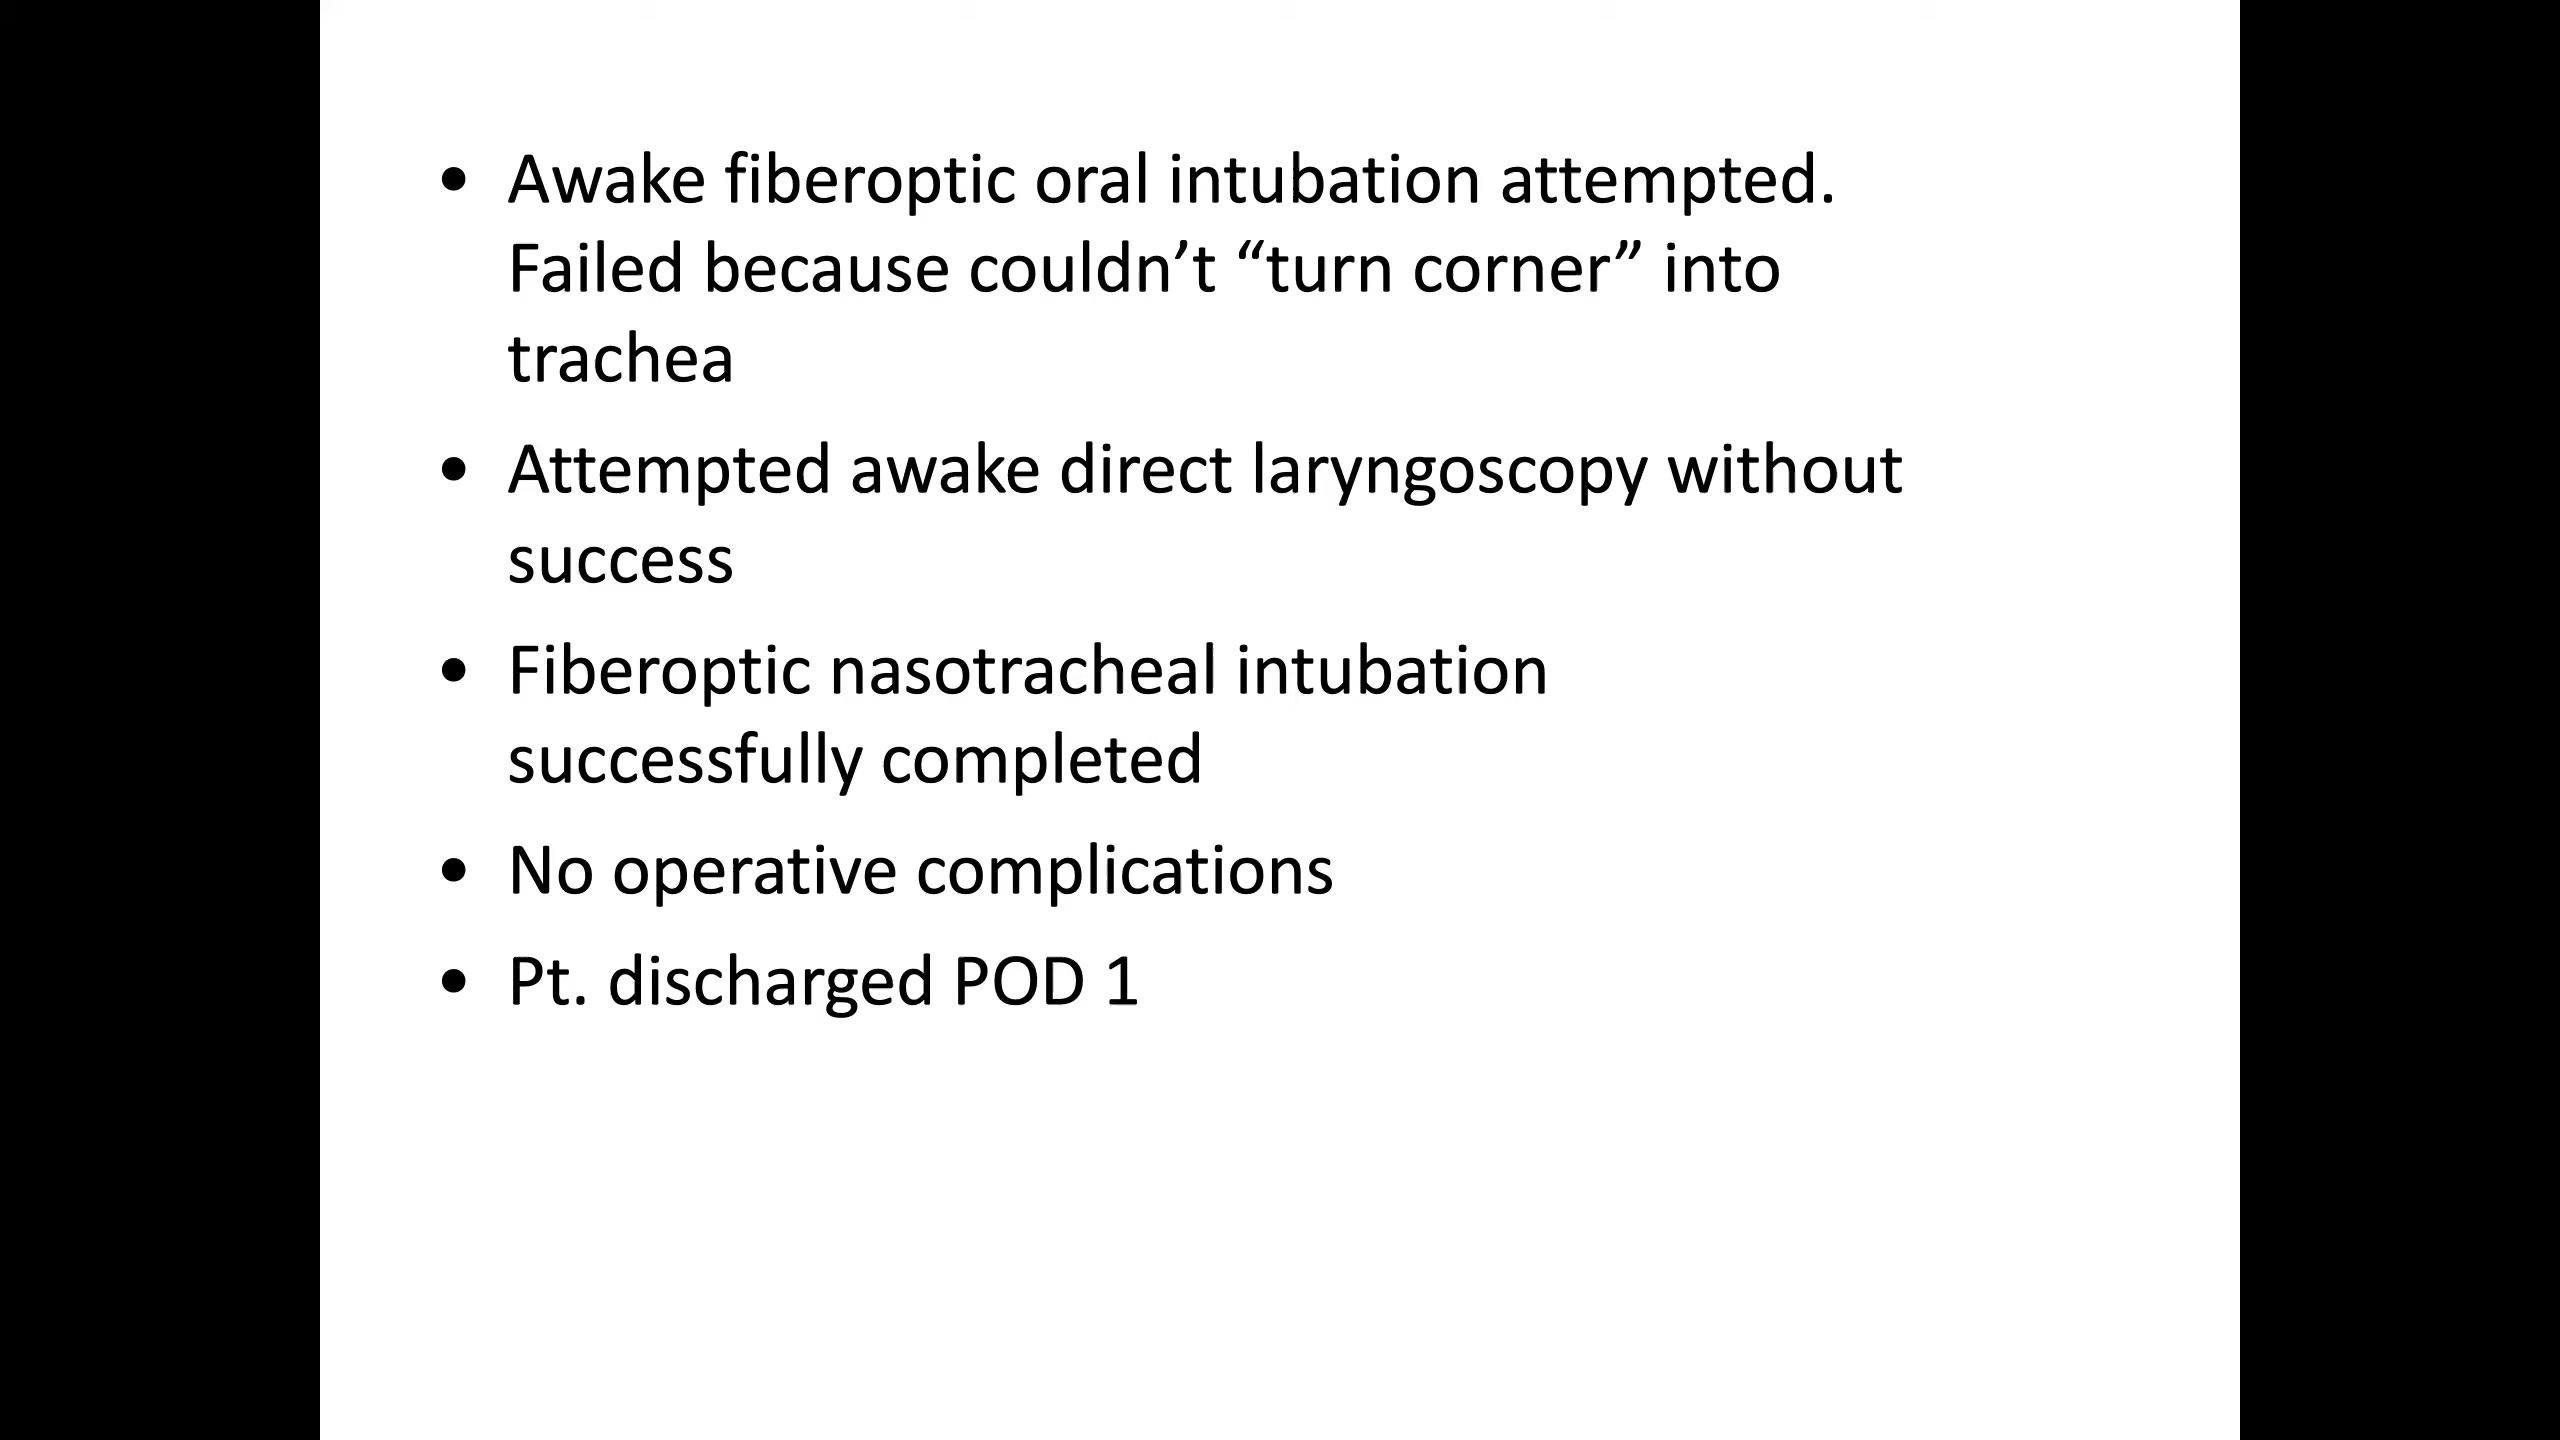 • Awake fiberoptic oral intubation attempted.
Failed because couldn’t “turn corner” into
trachea
• Attempted awake direct laryngoscopy without
success
• Fiberoptic nasotracheal intubation
successfully completed
• No operative complications
• Pt. discharged POD 1